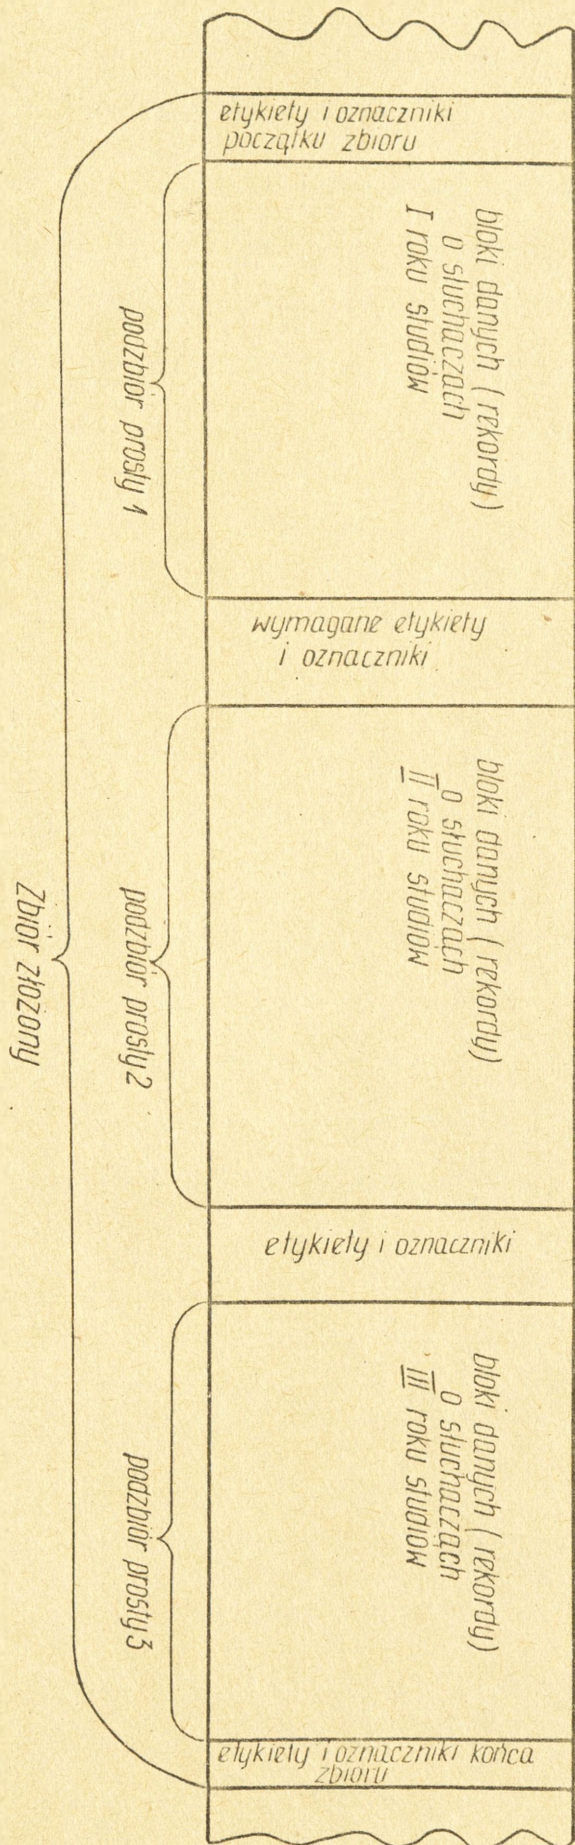 etykiety i oznaczniki
początku zbioru
bloki danych (rekordy)
o słuchaczach
I roku studiów
podzbiór prosty 1
wymagane etykiety
i oznaczniki
bloki danych (rekordy)
o słuchaczach
II roku studiów
podzbiór prosty 2
etykiety i oznaczniki
bloki danych (rekordy)
o słuchacząch
III roku studiów
podzbiór prosty 3
etykiety i oznaczniki końca
zbioru
Zbiór złożony